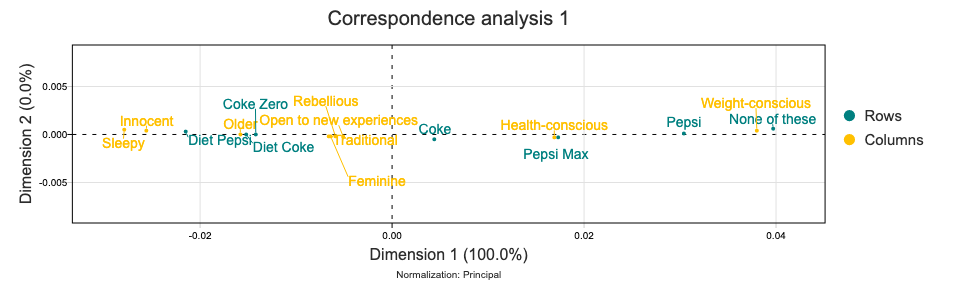 Correspondence analysis 1
Dimension 2 (0.0%)
0.005
0.000
-0.005
Weight-conscious
Rebellious
Coke Zero
None of these
Innocent
Older
Open to new experiences
Pepsi
Health-conscious
Coke
Sleepy
Diet Pepsi
Traditional
Diet Coke
Pepsi Max
Feminine
Rows
Columns
-0.02
0.00
0.02
0.04
Dimension 1 (100.0%)
Normalization: Principal